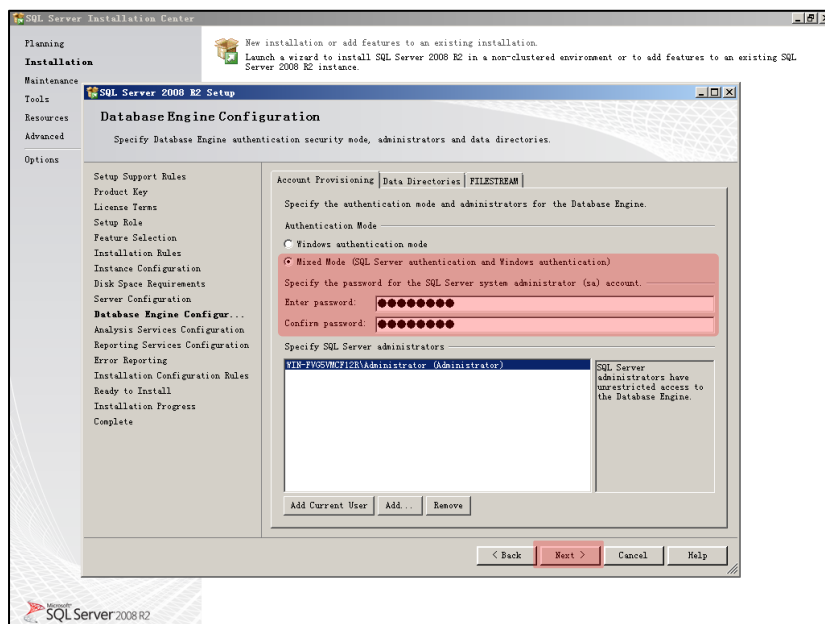 SQL Server Installation Center
Planning
Installation
Maintenance
Tools
Resources
Advanced
Options
New installation or add features to an existing installation.
Launch a wizard to install SQL Server 2008 R2 in a non-clustered environment or to add features to an existing SQL
Server 2008 R2 instance.
SQL Server 2008 R2 Setup
Database Engine Configuration
Specify Database Engine authentication security mode, administrators and data directories.
Setup Support Rules
Product Key
License Terms
Setup Role
Feature Selection
Installation Rules
Instance Configuration
Disk Space Requirements
Server Configuration
Database Engine Configur...
Analysis Services Configuration
Reporting Services Configuration
Error Reporting
Installation Configuration Rules
Ready to Install
Installation Progress
Complete
Account Provisioning Data Directories FILESTREAM
Specify the authentication mode and administrators for the Database Engine.
Authentication Mode
Windows authentication mode
Mixed Mode (SQL Server authentication and Windows authentication)
Specify the password for the SQL Server system administrator (sa) account.
Enter password: ●●●●●●●●
Confirm password: ●●●●●●●●
Specify SQL Server administrators
WIN-FVG5VMCF12R\Administrator (Administrator)
SQL Server
administrators have
unrestricted access to
the Database Engine.
Add Current User Add... Remove
< Back Next > Cancel Help
Microsoft
SQL Server 2008 R2